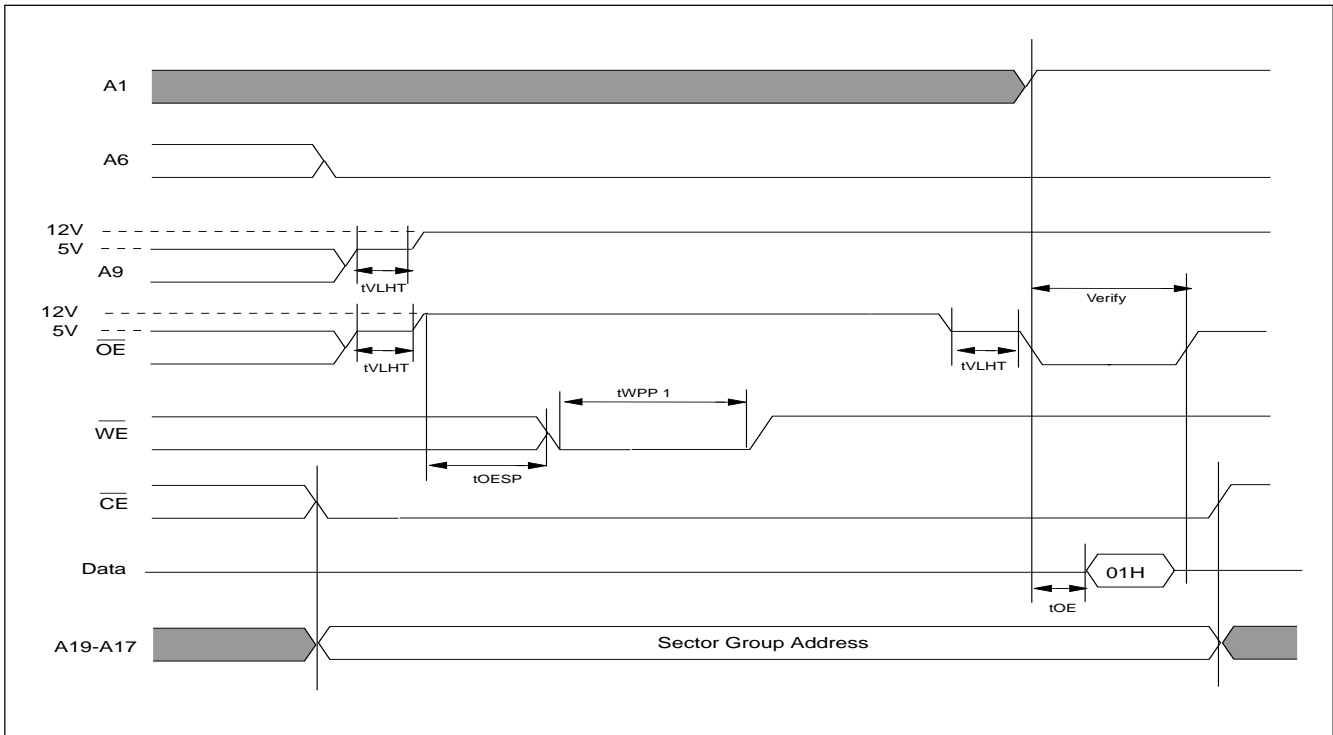 A1
A6
12V
5V
A9
tVLHT
Verify
12V
5V
OE
tVLHT
tVLHT
tWPP 1
WE
tOESP
CE
Data
01H
tOE
A19-A17
Sector Group Address